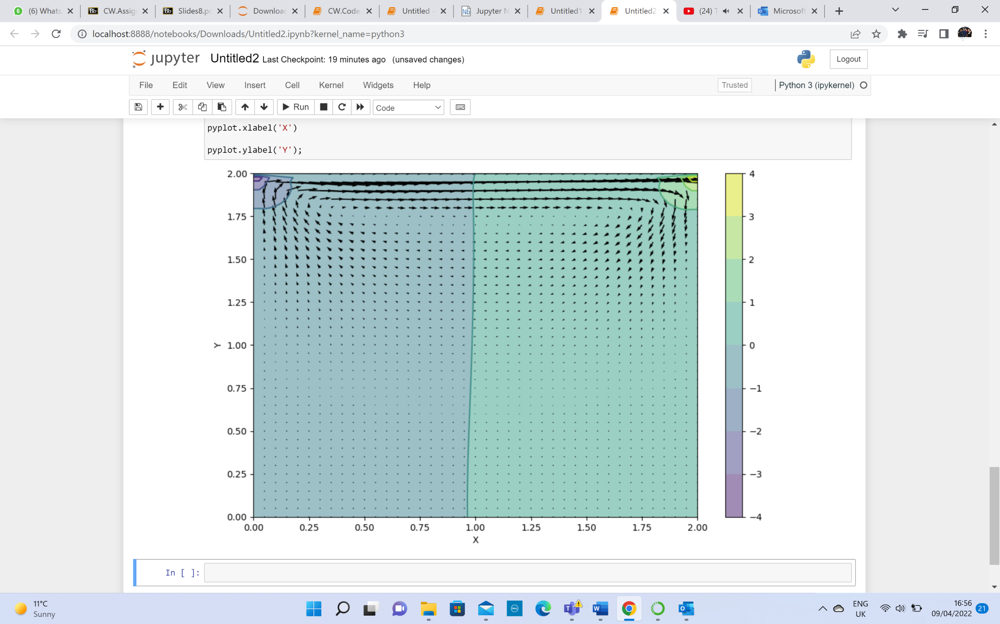 (6) Whats
CW.Assig
Slides8.pd
Downloac
CW.Code
Untitled -
Jupyter N
Untitled1
Untitled2
(24) T
Microsoft
localhost:8888/notebooks/Downloads/Untitled2.ipynb?kernel_name=python3
jupyter Untitled2 Last Checkpoint: 19 minutes ago (unsaved changes)
Logout
File Edit View Insert Cell Kernel Widgets Help
Trusted
Python 3 (ipykernel)
Run
Code
pyplot.xlabel('X')
pyplot.ylabel('Y');
2.00
1.75
1.50
1.25
1.00
0.75
0.50
0.25
0.00
Y
0.00 0.25 0.50 0.75 1.00 1.25 1.50 1.75 2.00
X
4
3
2
1
0
−1
−2
−3
−4
In [ ]:
11°C
Sunny
ENG
UK
16:56
09/04/2022
21